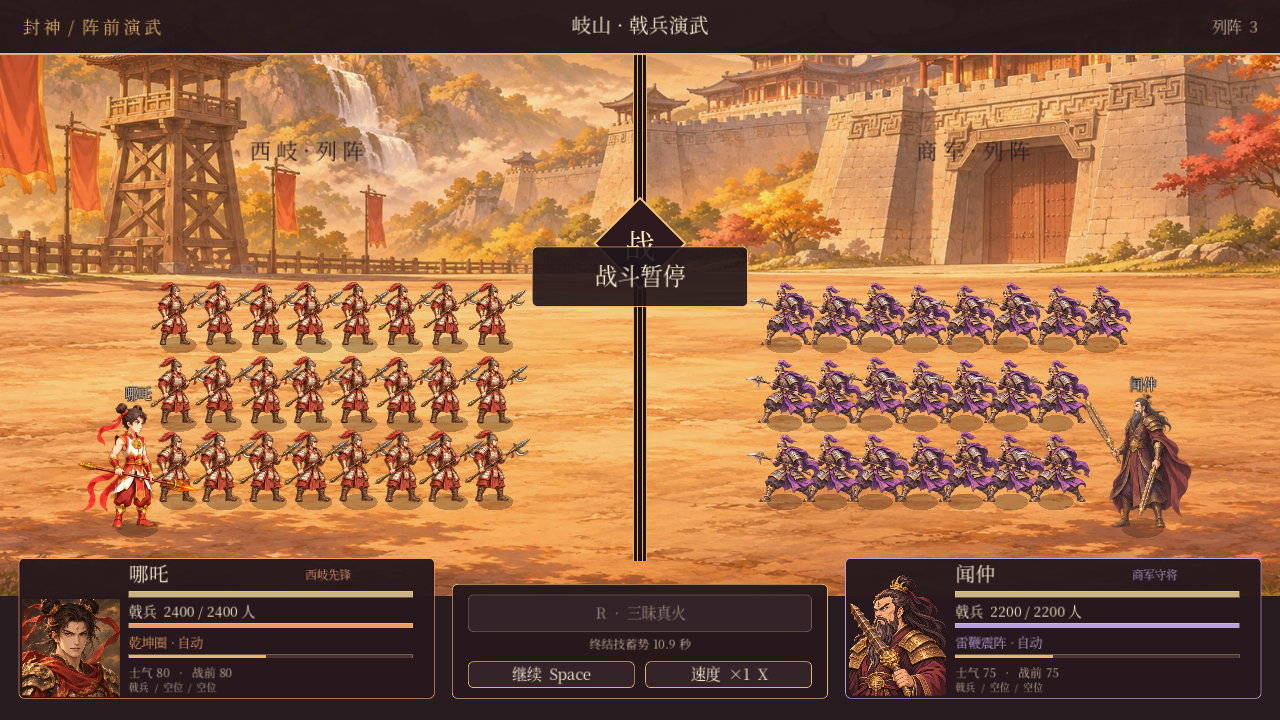 封神 / 阵前演武
岐山 · 戟兵演武
列阵 3
西岐·列阵
商军·列阵
战
战斗暂停
哪吒
闻仲
哪吒
西岐先锋
戟兵 2400 / 2400 人
乾坤圈 · 自动
士气 80 · 战前 80
戟兵 / 空位 / 空位
R · 三昧真火
终结技蓄势 10.9 秒
继续 Space
速度 ×1 X
闻仲
商军守将
戟兵 2200 / 2200 人
雷鞭震阵 · 自动
士气 75 · 战前 75
戟兵 / 空位 / 空位